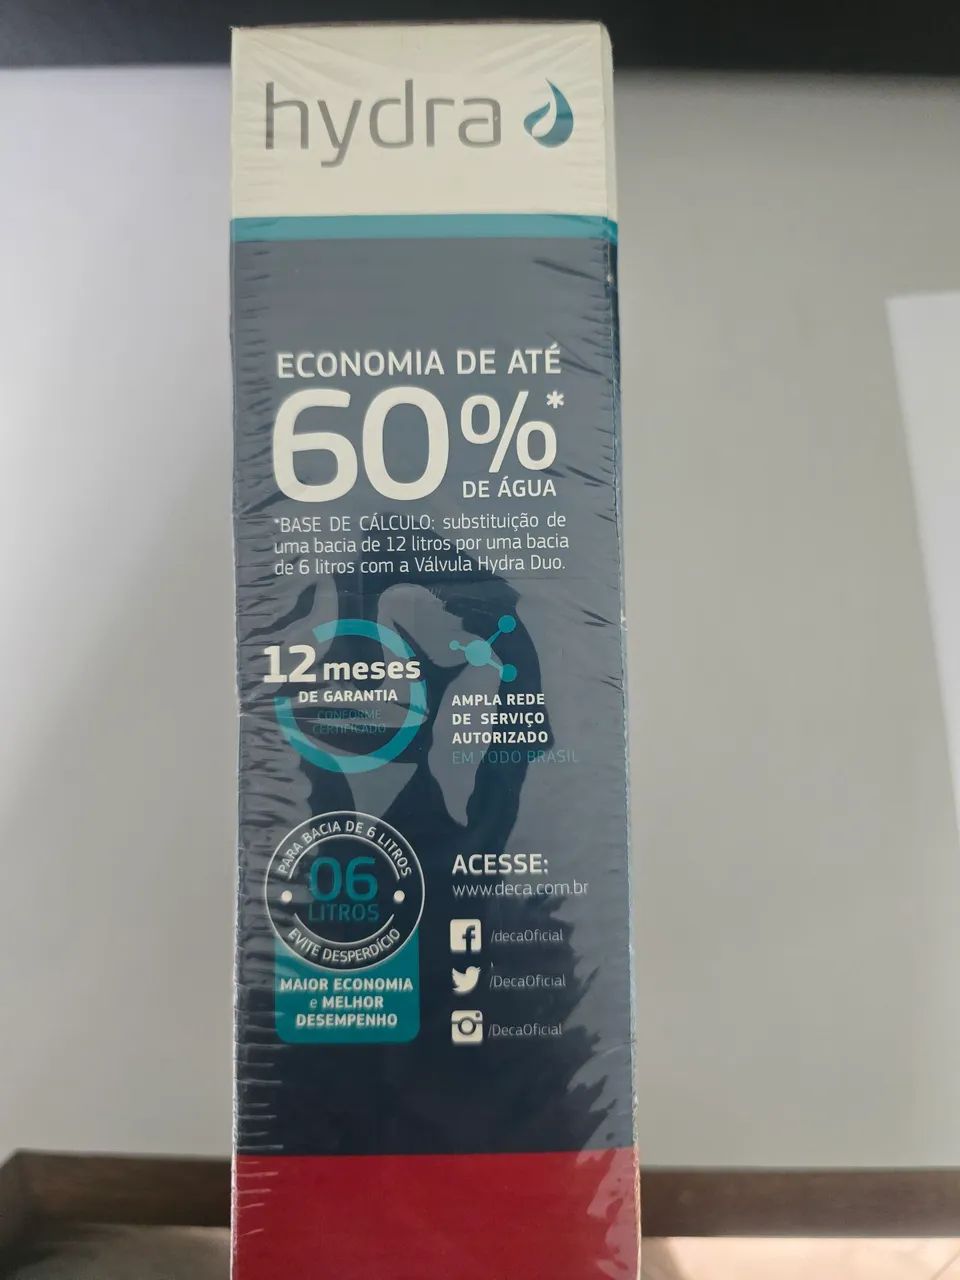 hydra
ECONOMIA DE ATÉ
60%*
DE ÁGUA
*BASE DE CÁLCULO: substituição de
uma bacia de 12 litros por uma bacia
de 6 litros com a Válvula Hydra Duo.
12 meses
DE GARANTIA
CONFORME
CERTIFICADO
AMPLA REDE
DE SERVIÇO
AUTORIZADO
EM TODO BRASIL
PARA BACIA DE 6 LITROS
06
LITROS
EVITE DESPERDÍCIO
MAIOR ECONOMIA
e MELHOR
DESEMPENHO
ACESSE:
www.deca.com.br
/decaOficial
/DecaOficial
/DecaOficial